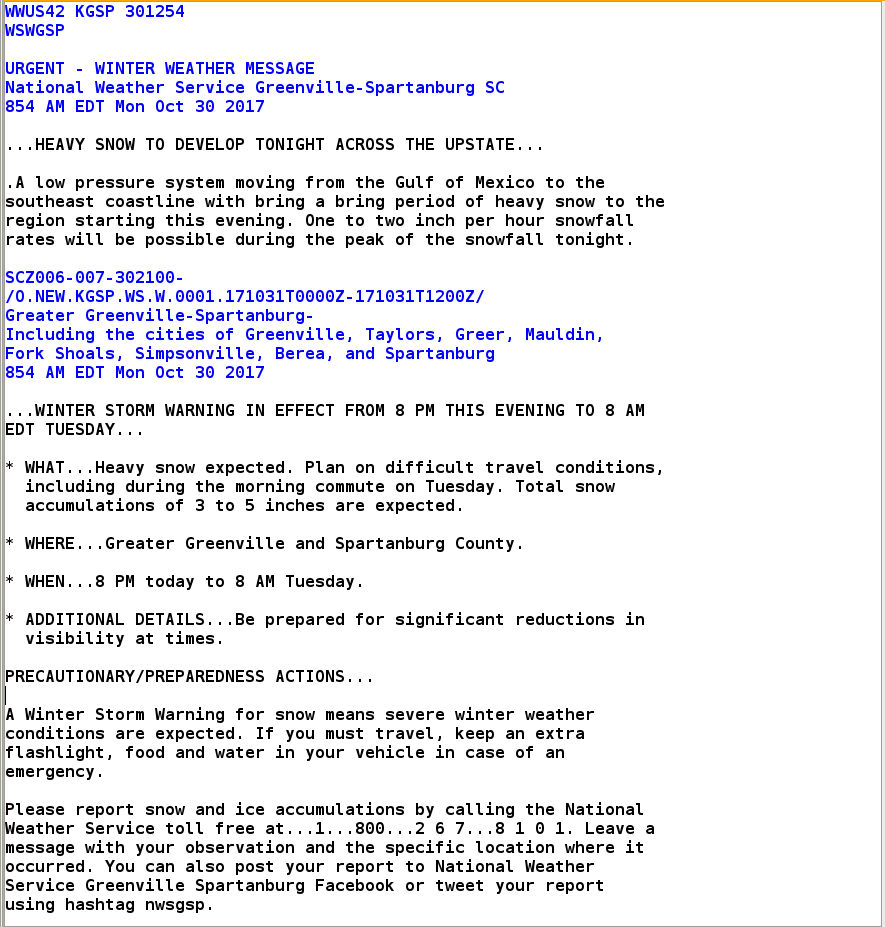 WWUS42 KGSP 301254
WSWGSP
URGENT - WINTER WEATHER MESSAGE
National Weather Service Greenville-Spartanburg SC
854 AM EDT Mon Oct 30 2017
...HEAVY SNOW TO DEVELOP TONIGHT ACROSS THE UPSTATE...
.A low pressure system moving from the Gulf of Mexico to the
southeast coastline with bring a bring period of heavy snow to the
region starting this evening. One to two inch per hour snowfall
rates will be possible during the peak of the snowfall tonight.
SCZ006-007-302100-
/O.NEW.KGSP.WS.W.0001.171031T0000Z-171031T1200Z/
Greater Greenville-Spartanburg-
Including the cities of Greenville, Taylors, Greer, Mauldin,
Fork Shoals, Simpsonville, Berea, and Spartanburg
854 AM EDT Mon Oct 30 2017
...WINTER STORM WARNING IN EFFECT FROM 8 PM THIS EVENING TO 8 AM
EDT TUESDAY...
* WHAT...Heavy snow expected. Plan on difficult travel conditions,
including during the morning commute on Tuesday. Total snow
accumulations of 3 to 5 inches are expected.
* WHERE...Greater Greenville and Spartanburg County.
* WHEN...8 PM today to 8 AM Tuesday.
* ADDITIONAL DETAILS...Be prepared for significant reductions in
visibility at times.
PRECAUTIONARY/PREPAREDNESS ACTIONS...
A Winter Storm Warning for snow means severe winter weather
conditions are expected. If you must travel, keep an extra
flashlight, food and water in your vehicle in case of an
emergency.
Please report snow and ice accumulations by calling the National
Weather Service toll free at...1...800...2 6 7...8 1 0 1. Leave a
message with your observation and the specific location where it
occurred. You can also post your report to National Weather
Service Greenville Spartanburg Facebook or tweet your report
using hashtag nwsgsp.